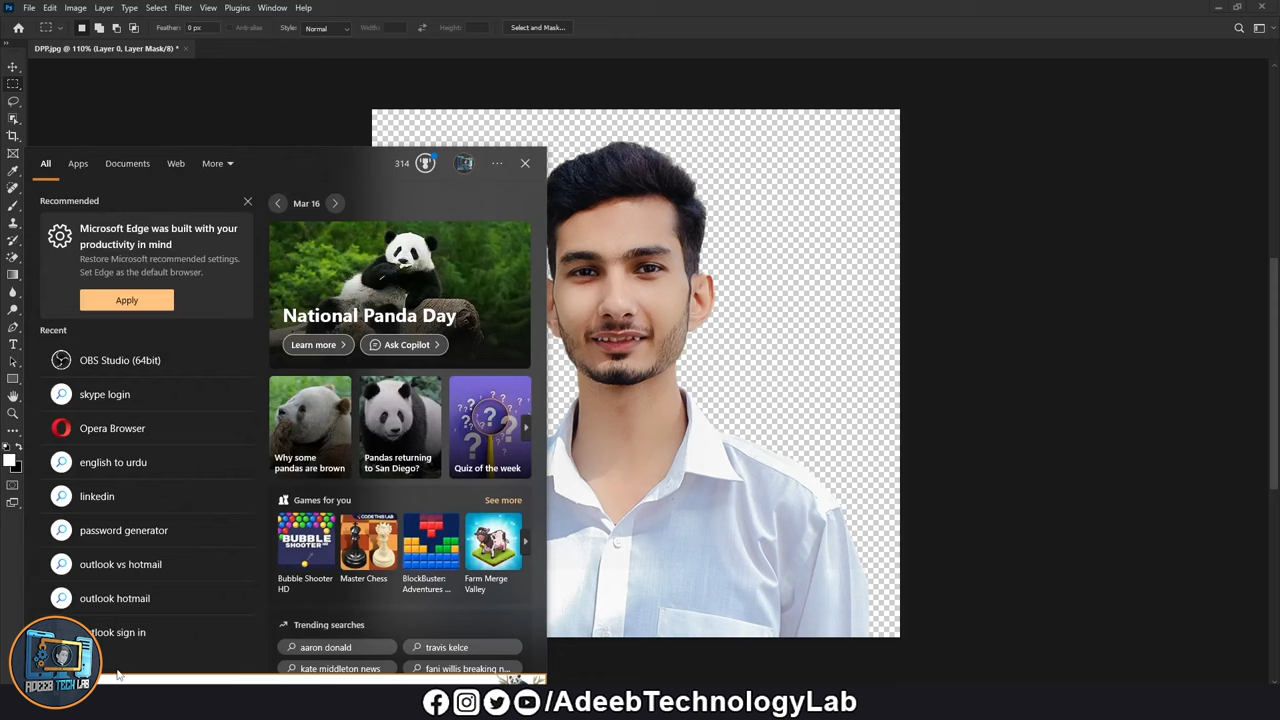 Ps File Edit Image Layer Type Select Filter View Plugins Window Help
Feather: 0 px Anti-alias Style: Normal Width: Height: Select and Mask...
DPP.jpg @ 110% (Layer 0, Layer Mask/8) *
All Apps Documents Web More 314
Recommended
Microsoft Edge was built with your
productivity in mind
Restore Microsoft recommended settings.
Set Edge as the default browser.
Apply
Recent
OBS Studio (64bit)
skype login
Opera Browser
english to urdu
linkedin
password generator
outlook vs hotmail
outlook hotmail
tlook sign in
Mar 16
National Panda Day
Learn more Ask Copilot
Why some
pandas are brown
Pandas returning
to San Diego?
Quiz of the week
Games for you See more
BUBBLE
SHOOTER
CODE THIS LAB
Bubble Shooter
HD
Master Chess
BlockBuster:
Adventures ...
Farm Merge
Valley
Trending searches
aaron donald travis kelce
kate middleton news fani willis breaking n...
ADEEB TECH LAB
/AdeebTechnologyLab